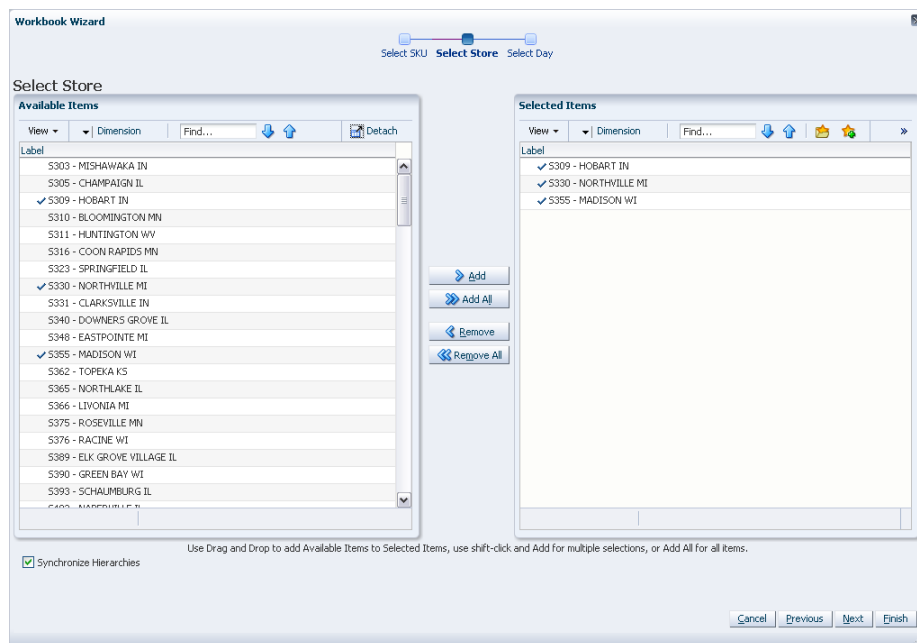 Workbook Wizard
Select SKU Select Store Select Day
Select Store
Available Items
View Dimension Find... Detach
Label
S303 - MISHAWAKA IN
S305 - CHAMPAIGN IL
S309 - HOBART IN
S310 - BLOOMINGTON MN
S311 - HUNTINGTON WV
S316 - COON RAPIDS MN
S323 - SPRINGFIELD IL
S330 - NORTHVILLE MI
S331 - CLARKSVILLE IN
S340 - DOWNERS GROVE IL
S348 - EASTPOINTE MI
S355 - MADISON WI
S362 - TOPEKA KS
S365 - NORTHLAKE IL
S366 - LIVONIA MI
S375 - ROSEVILLE MN
S376 - RACINE WI
S389 - ELK GROVE VILLAGE IL
S390 - GREEN BAY WI
S393 - SCHAUMBURG IL
Add
Add All
Remove
Remove All
Selected Items
View Dimension Find... »
Label
S309 - HOBART IN
S330 - NORTHVILLE MI
S355 - MADISON WI
Use Drag and Drop to add Available Items to Selected Items, use shift-click and Add for multiple selections, or Add All for all items.
Synchronize Hierarchies
Cancel Previous Next Finish